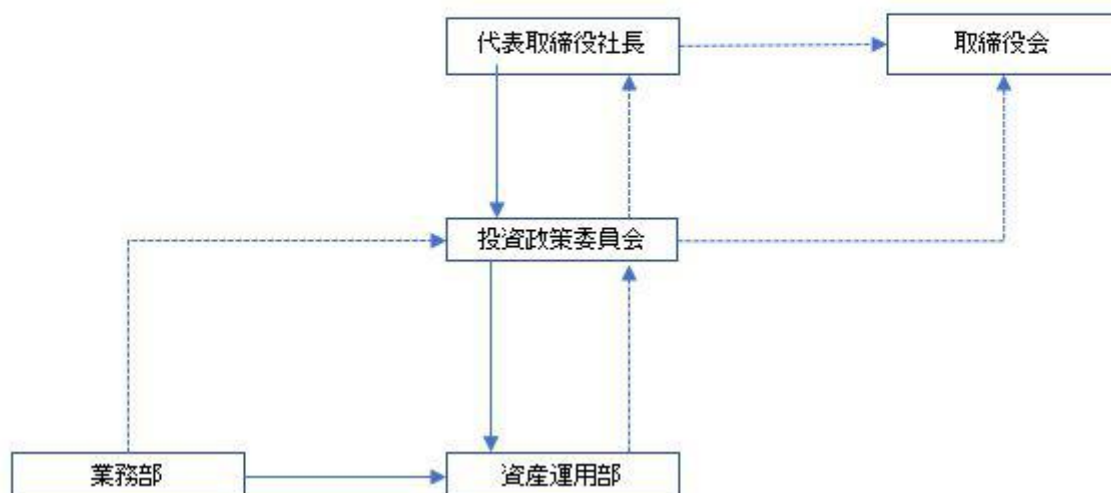 代表取締役社長
取締役会
投資政策委員会
業務部
資産運用部